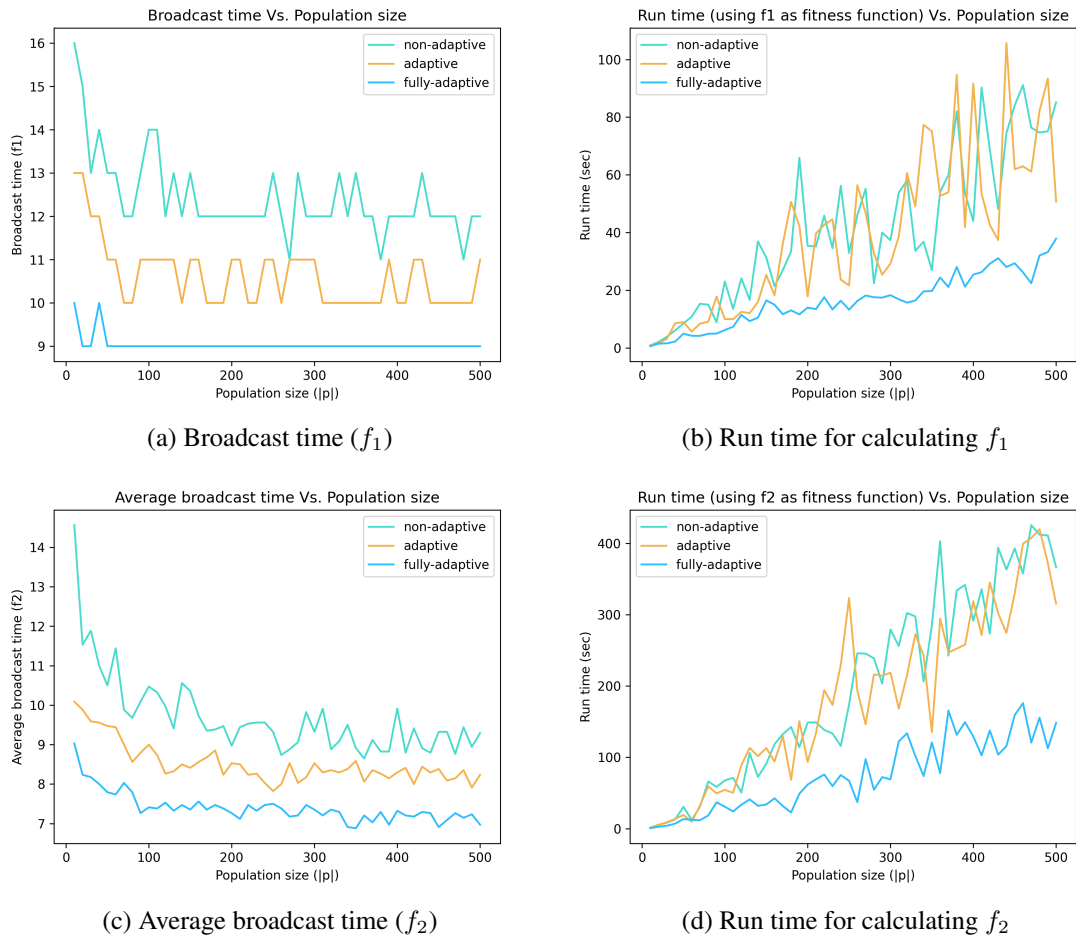 Broadcast time Vs. Population size
16
15
14
13
12
11
10
9
Broadcast time (f1)
non-adaptive
adaptive
fully-adaptive
0 100 200 300 400 500
Population size (|p|)
(a) Broadcast time (f₁)
Run time (using f1 as fitness function) Vs. Population size
100
80
60
40
20
0
Run time (sec)
non-adaptive
adaptive
fully-adaptive
0 100 200 300 400 500
Population size (|p|)
(b) Run time for calculating f₁
Average broadcast time Vs. Population size
14
13
12
11
10
9
8
7
Average broadcast time (f2)
non-adaptive
adaptive
fully-adaptive
0 100 200 300 400 500
Population size (|p|)
(c) Average broadcast time (f₂)
Run time (using f2 as fitness function) Vs. Population size
400
300
200
100
0
Run time (sec)
non-adaptive
adaptive
fully-adaptive
0 100 200 300 400 500
Population size (|p|)
(d) Run time for calculating f₂